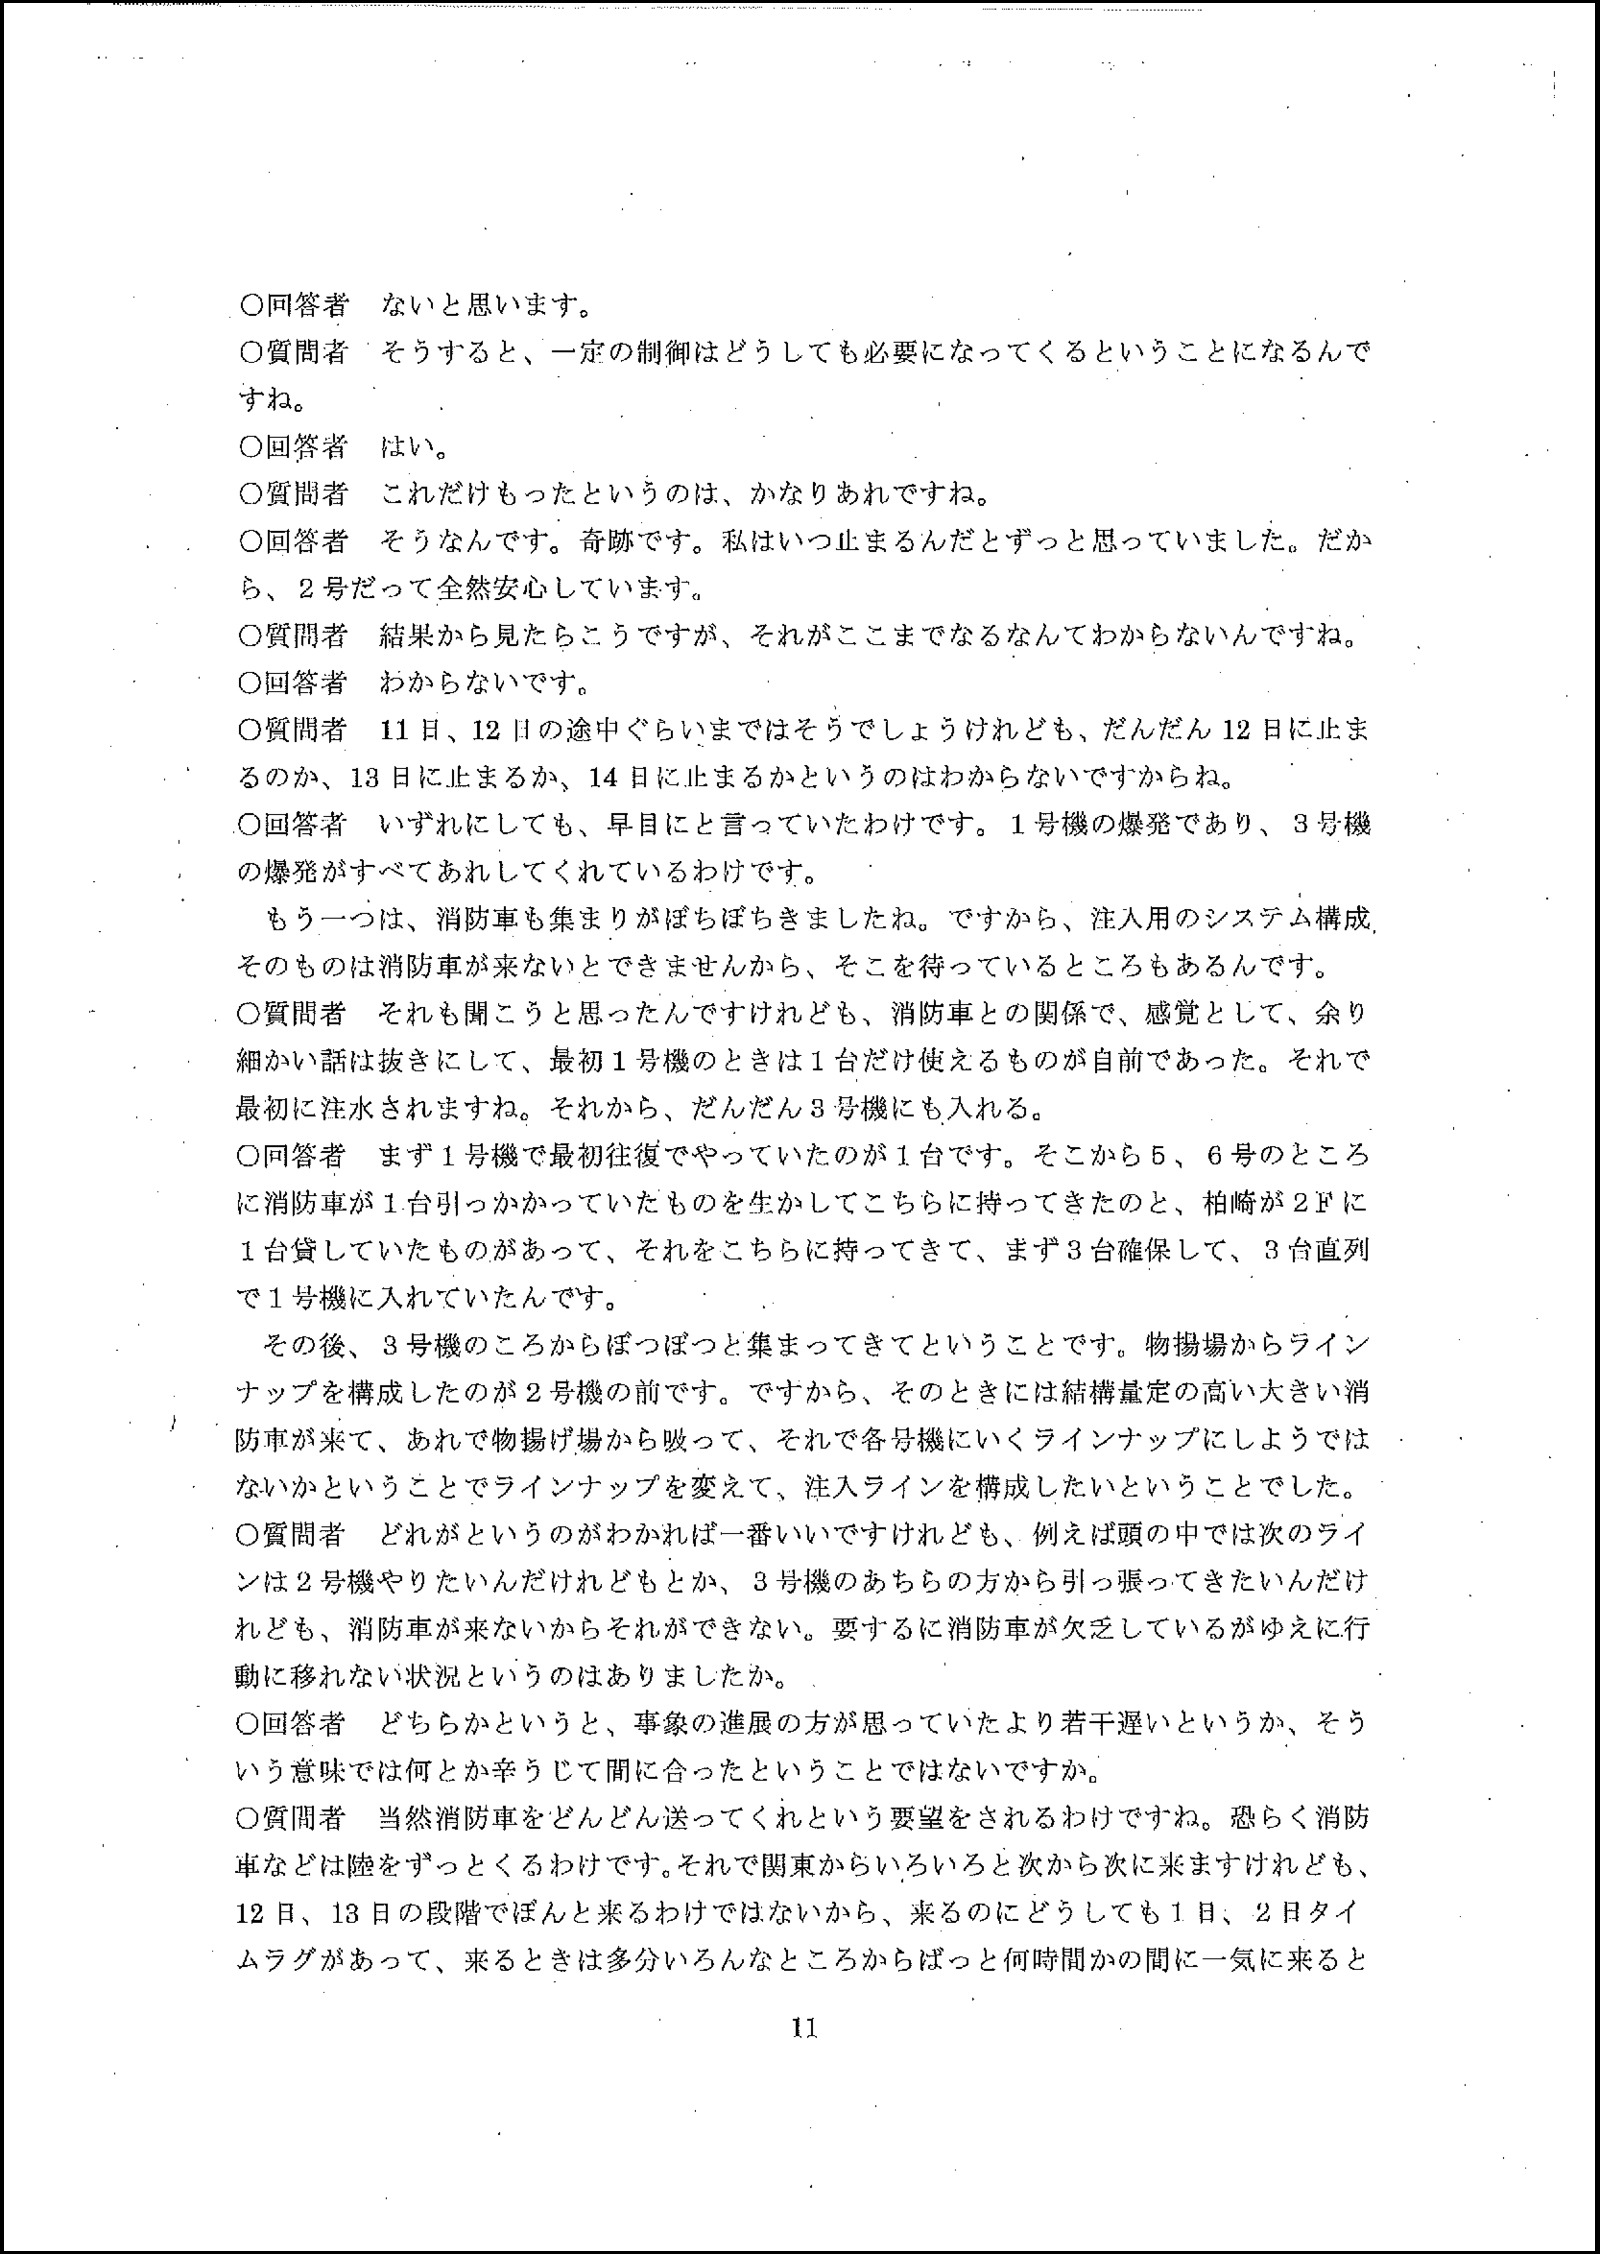 ○回答者　ないと思います。
○質問者　そうすると、一定の制御はどうしても必要になってくるということになるんで
すね。
○回答者　はい。
○質問者　これだけもったというのは、かなりあれですね。
○回答者　そうなんです。奇跡です。私はいつ止まるんだとずっと思っていました。だか
ら、２号だって全然安心しています。
○質問者　結果から見たらこうですが、それがここまでなるなんてわからないんですね。
○回答者　わからないです。
○質問者　11 日、12 日の途中ぐらいまではそうでしょうけれども、だんだん 12 日に止ま
るのか、13 日に止まるか、14 日に止まるかというのはわからないですからね。
○回答者　いずれにしても、早目にと言っていたわけです。１号機の爆発であり、３号機
の爆発がすべてあれしてくれているわけです。
　もう一つは、消防車も集まりがぼちぼちきましたね。ですから、注入用のシステム構成
そのものは消防車が来ないとできませんから、そこを待っているところもあるんです。
○質問者　それも聞こうと思ったんですけれども、消防車との関係で、感覚として、余り
細かい話は抜きにして、最初１号機のときは１台だけ使えるものが自前であった。それで
最初に注水されますね。それから、だんだん３号機にも入れる。
○回答者　まず１号機で最初往復でやっていたのが１台です。そこから５、６号のところ
に消防車が１台引っかかっていたものを生かしてこちらに持ってきたのと、柏崎が２Ｆに
１台貸していたものがあって、それをこちらに持ってきて、まず３台確保して、３台直列
で１号機に入れていたんです。
　その後、３号機のころからぼつぼつと集まってきてということです。物揚場からライン
ナップを構成したのが２号機の前です。ですから、そのときには結構量定の高い大きい消
防車が来て、あれで物揚げ場から吸って、それで各号機にいくラインナップにしようでは
ないかということでラインナップを変えて、注入ラインを構成したいということでした。
○質問者　どれがというのがわかれば一番いいですけれども、例えば頭の中では次のライ
ンは２号機やりたいんだけれどもとか、３号機のあちらの方から引っ張ってきたいんだけ
れども、消防車が来ないからそれができない。要するに消防車が欠乏しているがゆえに行
動に移れない状況というのはありましたか。
○回答者　どちらかというと、事象の進展の方が思っていたより若干遅いというか、そう
いう意味では何とか辛うじて間に合ったということではないですか。
○質問者　当然消防車をどんどん送ってくれという要望をされるわけですね。恐らく消防
車などは陸をずっとくるわけです。それで関東からいろいろと次から次に来ますけれども、
12 日、13 日の段階でぽんと来るわけではないから、来るのにどうしても１日、２日タイ
ムラグがあって、来るときは多分いろんなところからばっと何時間かの間に一気に来ると
11